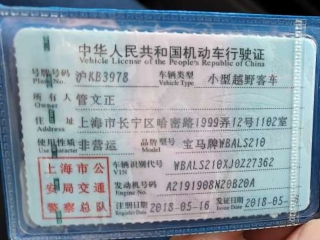 中华人民共和国机动车行驶证
Vehicle License of the People's Republic of China
号牌号码 沪KB3978 车辆类型 小型越野客车
Vehicle Type
所有人 管文正
Owner
住址 上海市长宁区哈密路1999弄12号1102室
Address
使用性质 非营运 品牌型号 宝马牌WBALS210
Use Character Model
上海市公安局交通警察总队
车辆识别代号 WBALS210XJ0Z27362
VIN
发动机号码 A2191908N20B20A
Engine No.
注册日期 2018-05-16 发证日期 2018-05-
Register Date Issue Date